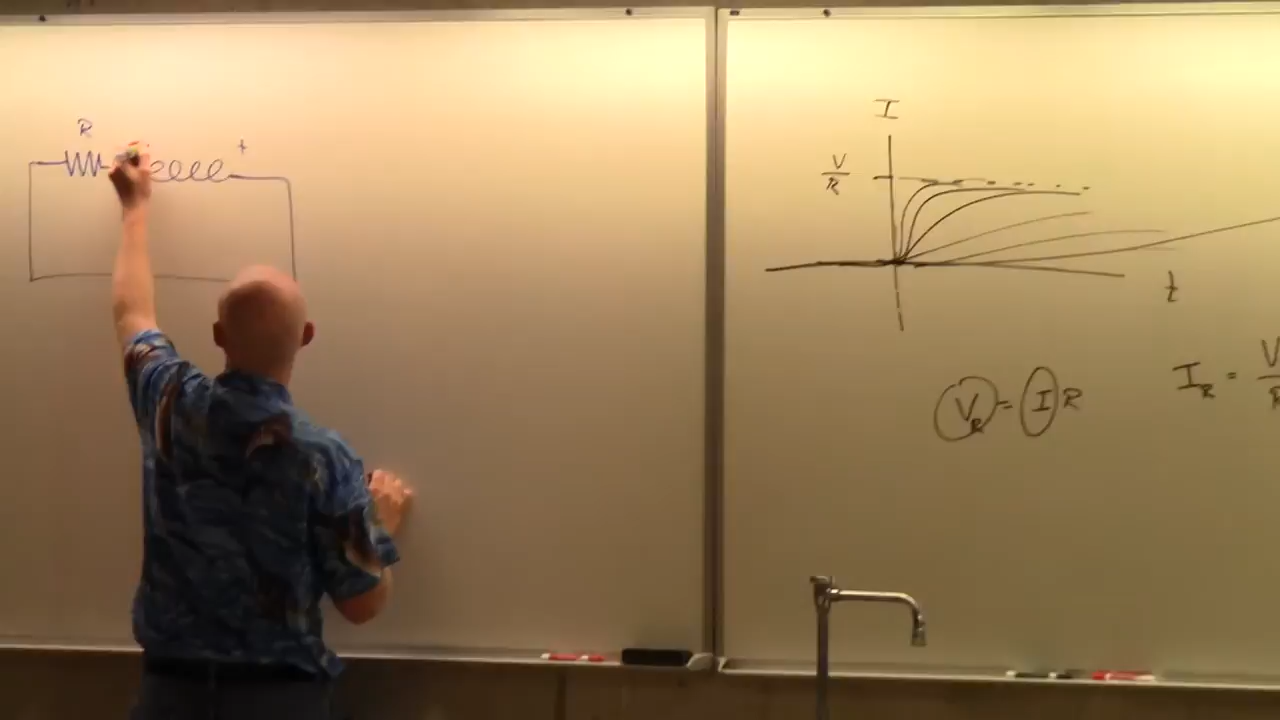 R
+
I
V/R
t
V_R = I R
I_R = V/R